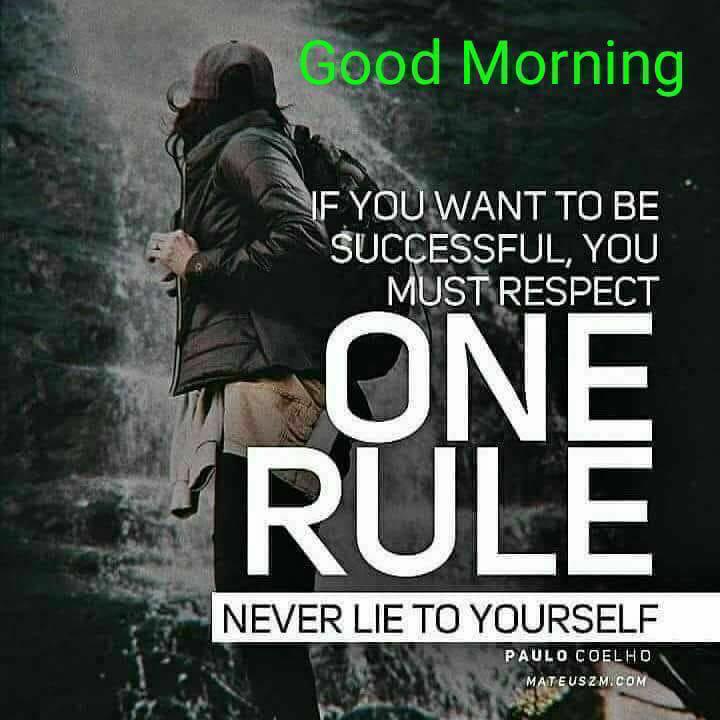 Good Morning
IF YOU WANT TO BE
SUCCESSFUL, YOU
MUST RESPECT
ONE
RULE
NEVER LIE TO YOURSELF
PAULO COELHO
MATEUSZM.COM